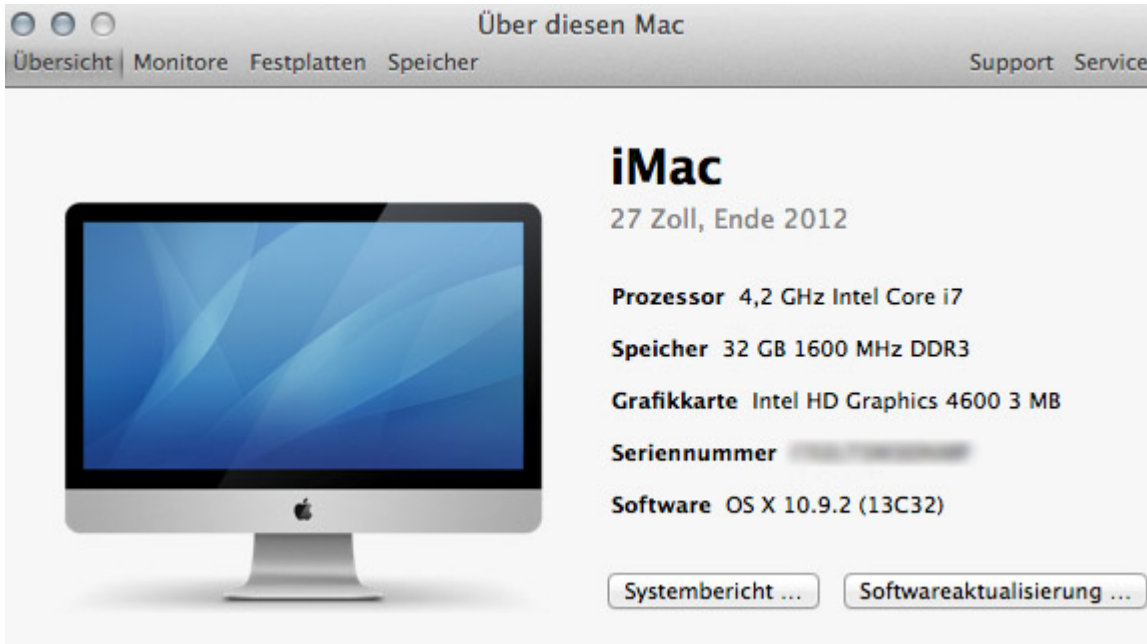 Über diesen Mac
Übersicht Monitore Festplatten Speicher Support Service
iMac
27 Zoll, Ende 2012
Prozessor 4,2 GHz Intel Core i7
Speicher 32 GB 1600 MHz DDR3
Grafikkarte Intel HD Graphics 4600 3 MB
Seriennummer
Software OS X 10.9.2 (13C32)
Systembericht ... Softwareaktualisierung ...